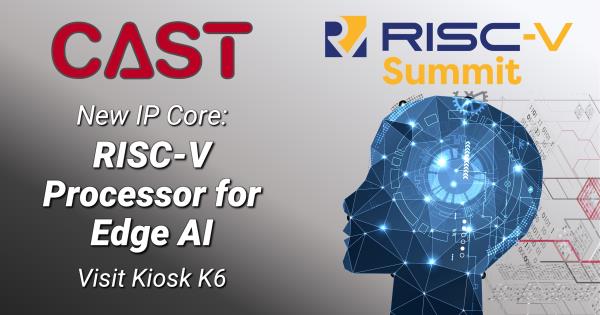 CAST
New IP Core:
RISC-V
Processor for
Edge AI
Visit Kiosk K6
RISC-V
Summit